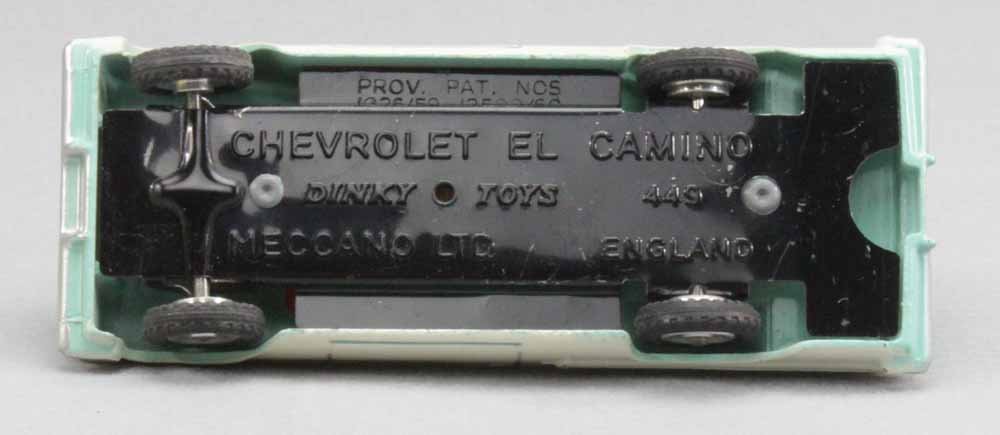 PROV. PAT. NOS
CHEVROLET EL CAMINO
DINKY TOYS 449
MECCANO LTD ENGLAND